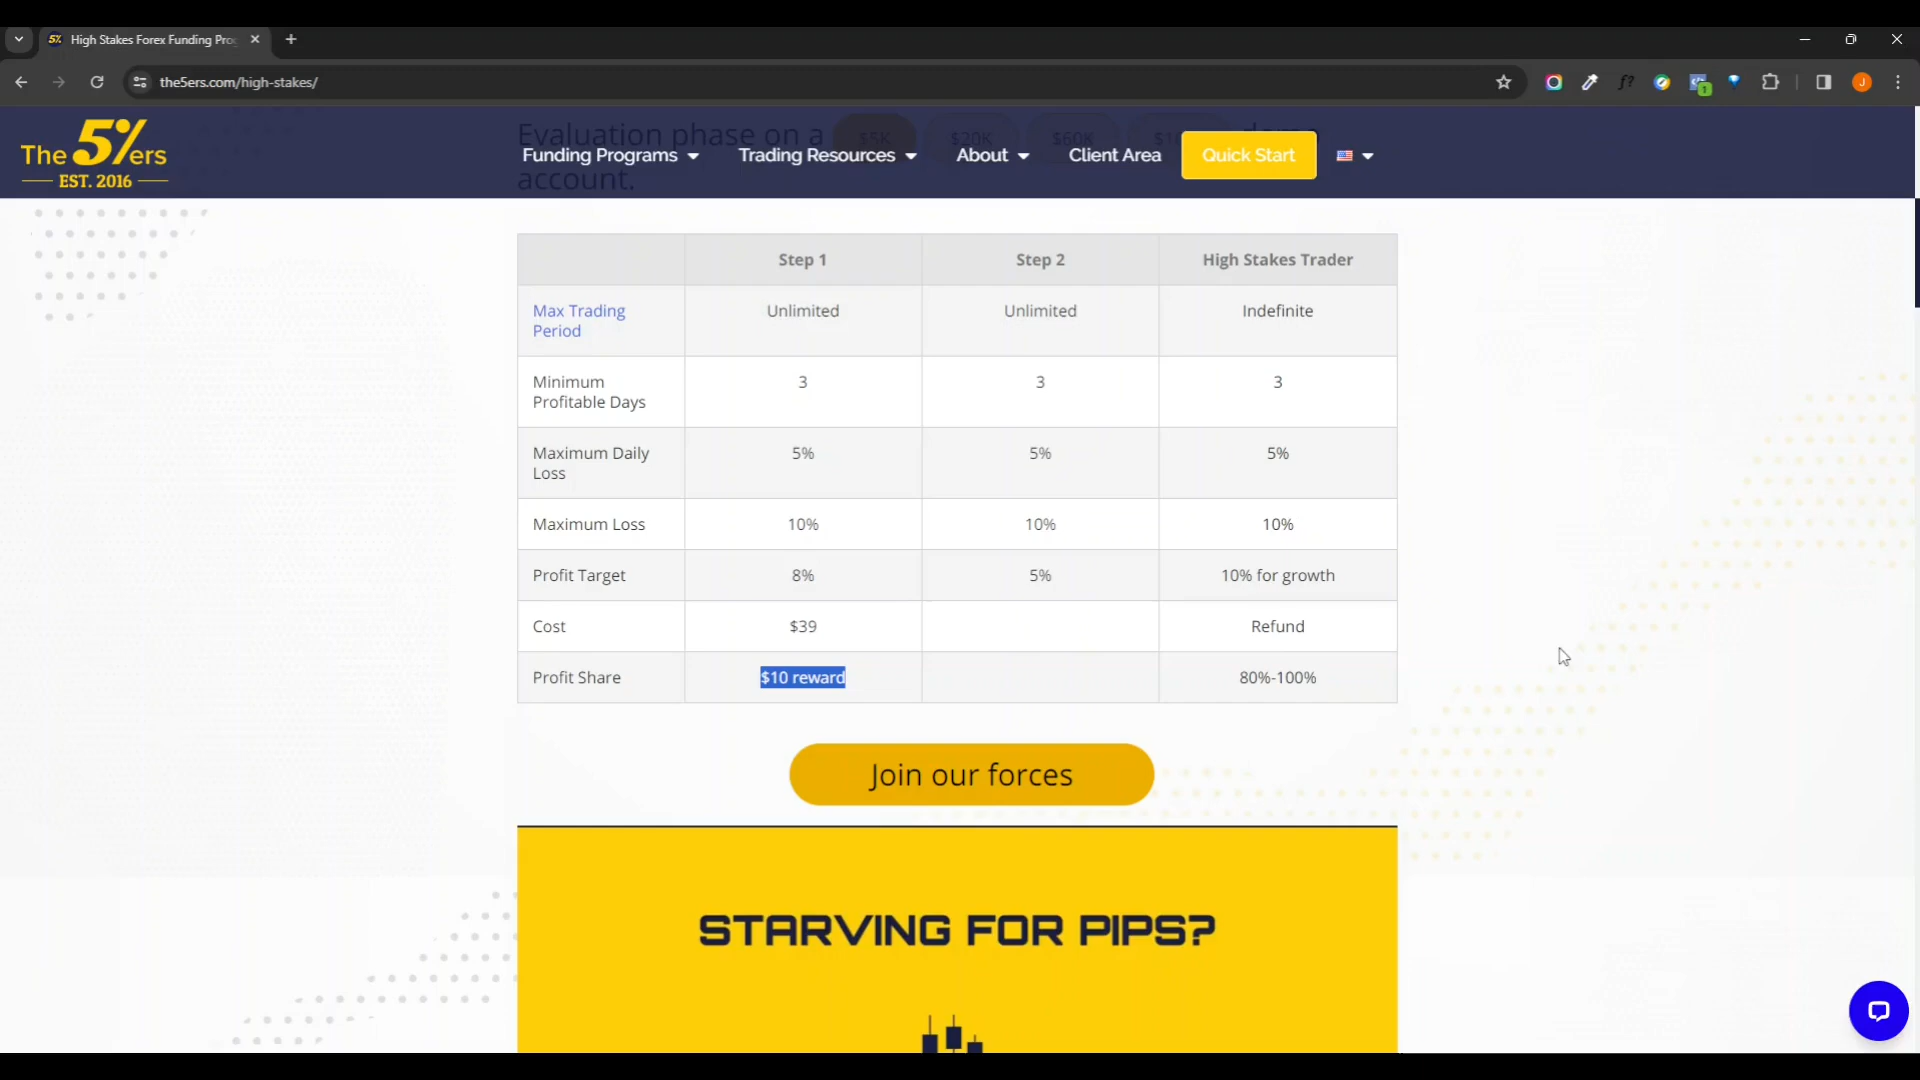 High Stakes Forex Funding Pro
the5ers.com/high-stakes/
The 5%ers
EST. 2016
Funding Programs
Trading Resources
About
Client Area
Quick Start
Evaluation phase on a $5K $20K $60K
account.
Step 1 Step 2 High Stakes Trader
Max Trading
Period
Unlimited Unlimited Indefinite
Minimum
Profitable Days
3 3 3
Maximum Daily
Loss
5% 5% 5%
Maximum Loss 10% 10% 10%
Profit Target 8% 5% 10% for growth
Cost $39 Refund
Profit Share $10 reward 80%-100%
Join our forces
STARVING FOR PIPS?